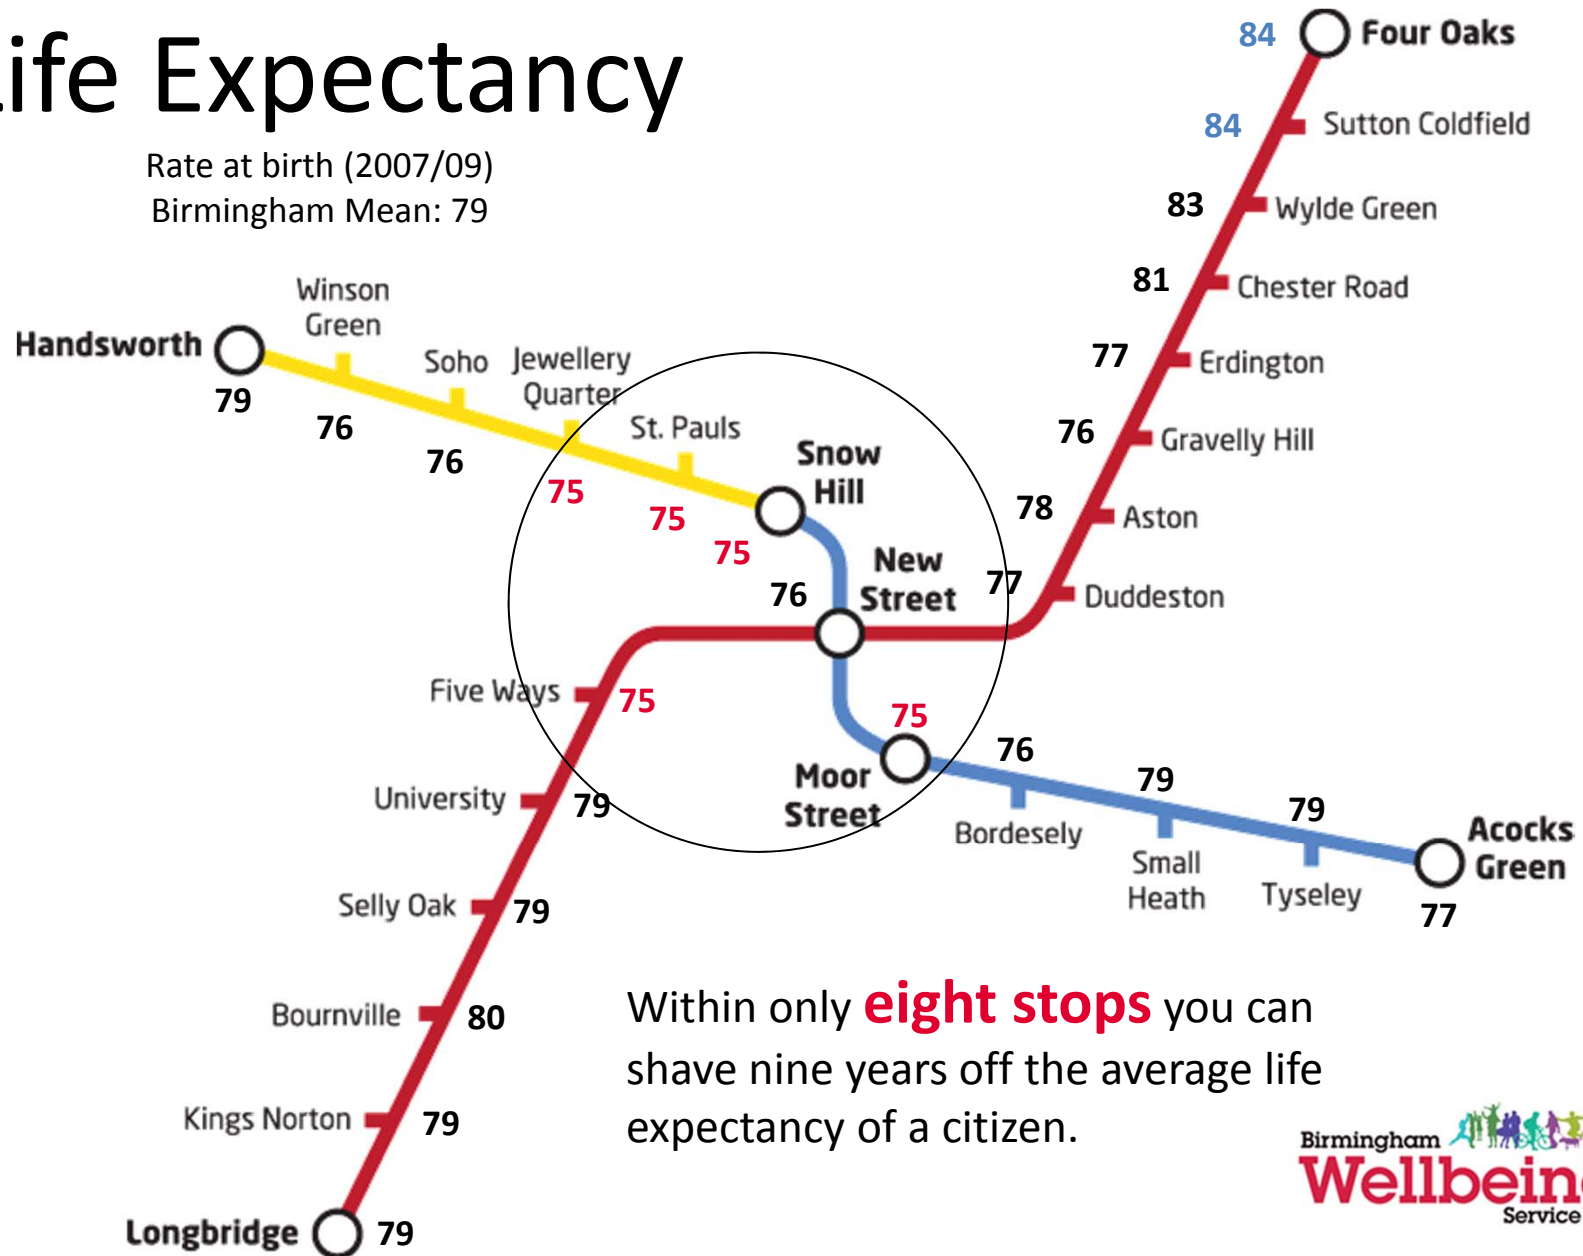 ife Expectancy
Rate at birth (2007/09)
Birmingham Mean: 79
84 Four Oaks
84 Sutton Coldfield
83 Wylde Green
81 Chester Road
77 Erdington
76 Gravelly Hill
78 Aston
77 Duddeston
Handsworth
79
Winson
Green
76
Soho
76
Jewellery
Quarter
75
St. Pauls
75
Snow
Hill
75
New
Street
76
Five Ways 75
University 79
Selly Oak 79
Bournville 80
Kings Norton 79
Longbridge 79
75
Moor
Street
76
Bordesely
79
Small
Heath
79
Tyseley
Acocks
Green
77
Within only eight stops you can
shave nine years off the average life
expectancy of a citizen.
Birmingham
Wellbein
Service